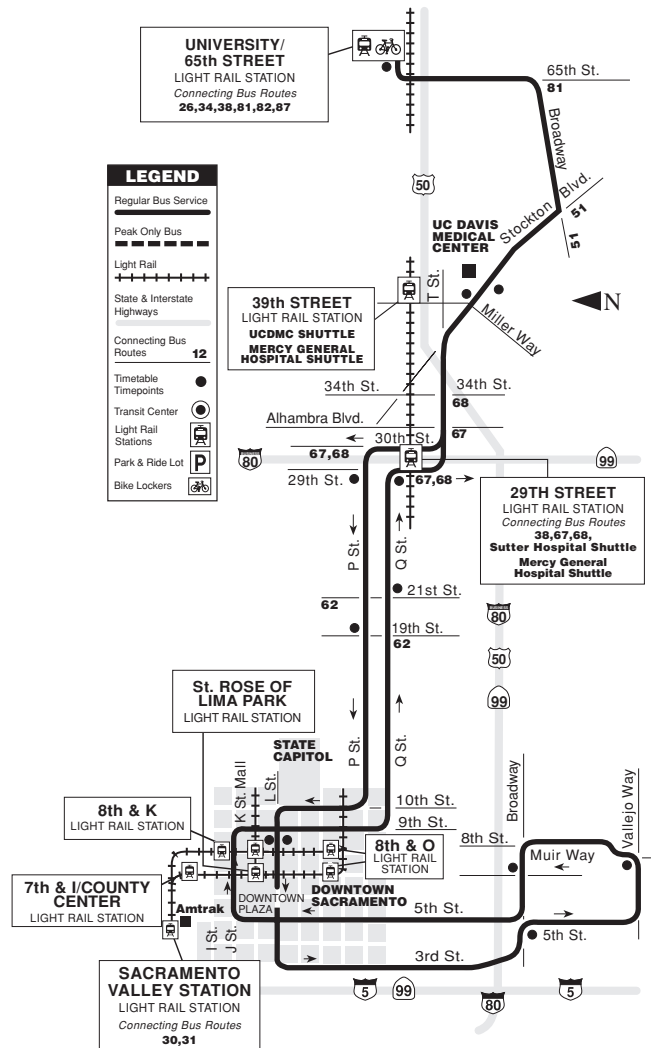 UNIVERSITY/
65th STREET
LIGHT RAIL STATION
Connecting Bus Routes
26,34,38,81,82,87
65th St.
81
Broadway
50
Stockton Blvd.
51
51
LEGEND
Regular Bus Service
Peak Only Bus
Light Rail
State & Interstate
Highways
Connecting Bus
Routes 12
Timetable
Timepoints
Transit Center
Light Rail
Stations
Park & Ride Lot P
Bike Lockers
UC DAVIS
MEDICAL
CENTER
T St.
N
Miller Way
39th STREET
LIGHT RAIL STATION
UCDMC SHUTTLE
MERCY GENERAL
HOSPITAL SHUTTLE
34th St.
34th St.
68
Alhambra Blvd.
67
30th St.
67,68
80
99
29th St.
67,68
29TH STREET
LIGHT RAIL STATION
Connecting Bus Routes
38,67,68,
Sutter Hospital Shuttle
Mercy General
Hospital Shuttle
P St.
Q St.
21st St.
62
19th St.
62
80
50
99
St. ROSE OF
LIMA PARK
LIGHT RAIL STATION
STATE
CAPITOL
P St.
Q St.
K St. Mall
L St.
10th St.
9th St.
Broadway
Vallejo Way
8th & K
LIGHT RAIL STATION
8th St.
Muir Way
8th & O
LIGHT RAIL
STATION
7th & I/COUNTY
CENTER
LIGHT RAIL STATION
Amtrak
DOWNTOWN
PLAZA
DOWNTOWN
SACRAMENTO
5th St.
I St.
J St.
5th St.
3rd St.
SACRAMENTO
VALLEY STATION
LIGHT RAIL STATION
Connecting Bus Routes
30,31
5
99
80
5